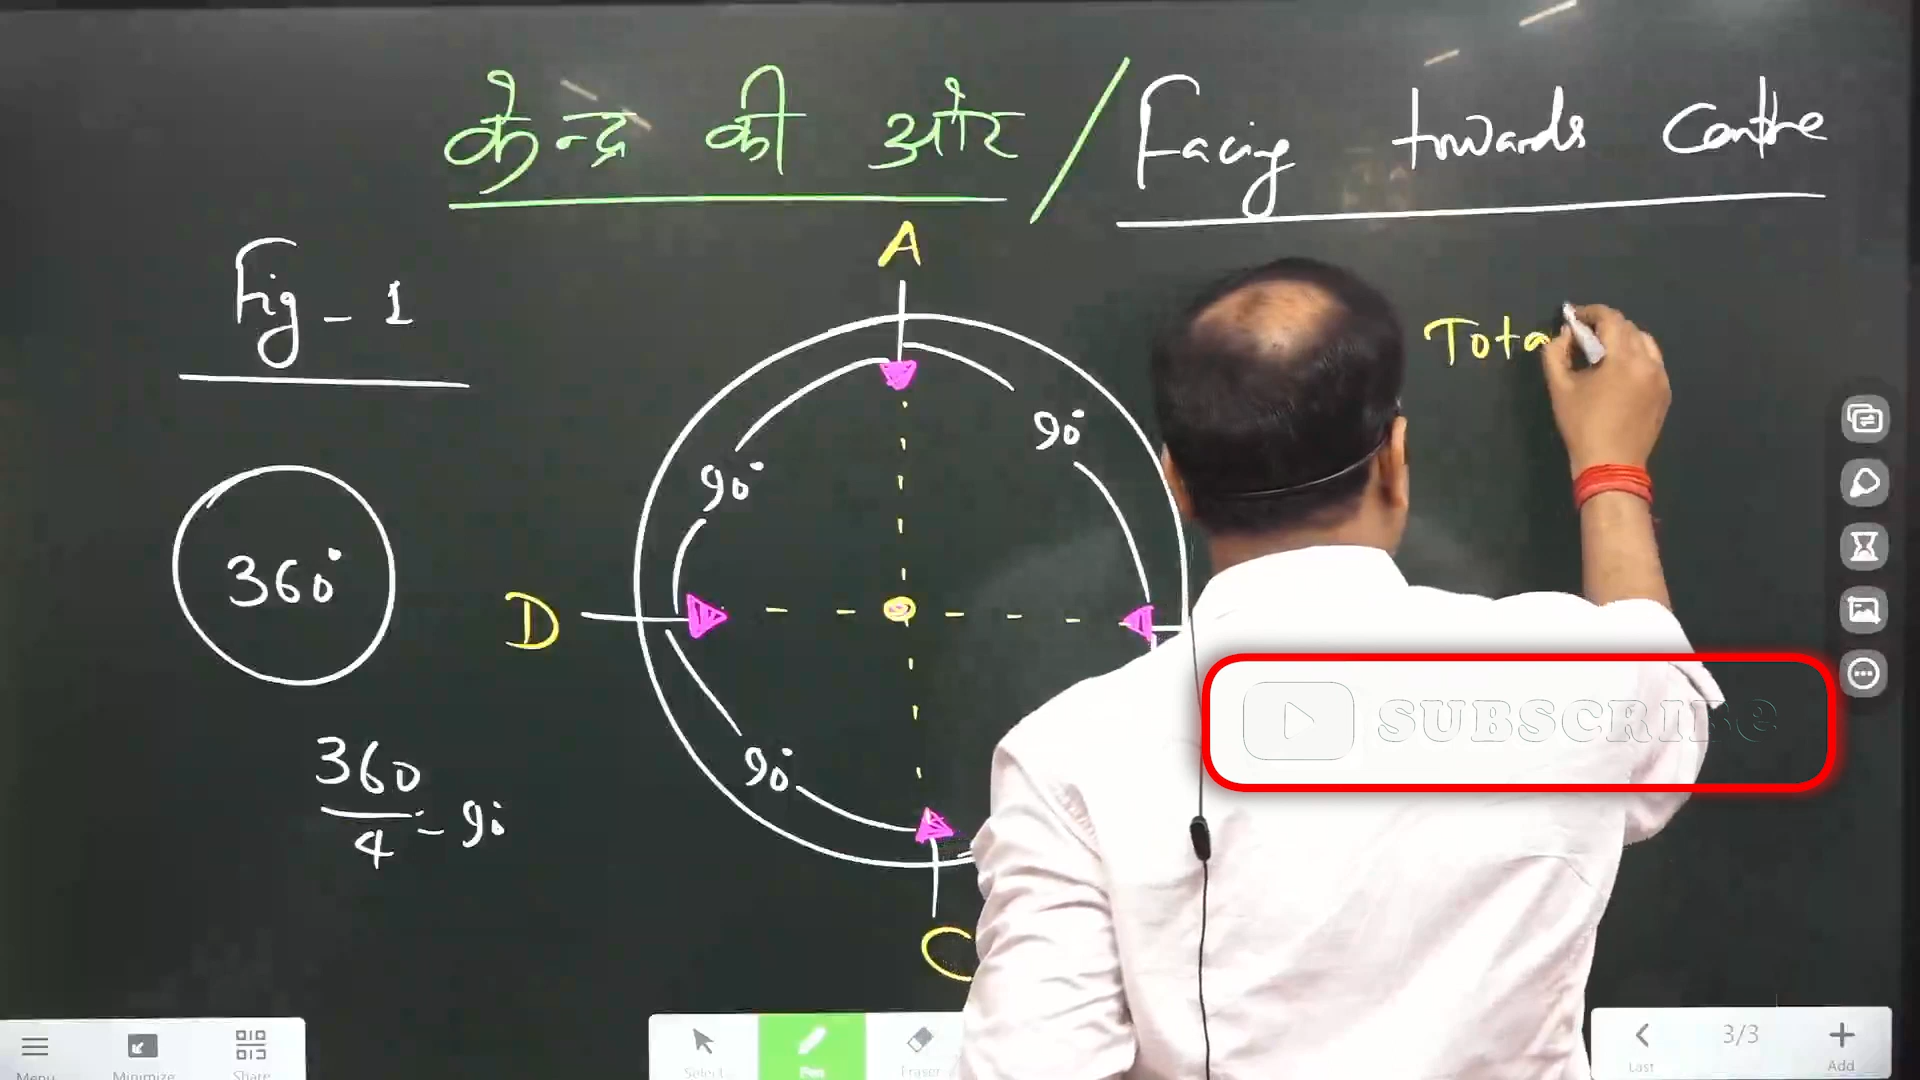 केन्द्र की ओर / Facing towards Centre
A
Fig - 1
Tota
90°
90°
360°
D
SUBSCRIBe
360
4
= 90°
90°
C
Menu
Minimize
Share
Select
Pen
Eraser
3/3
Last
Add